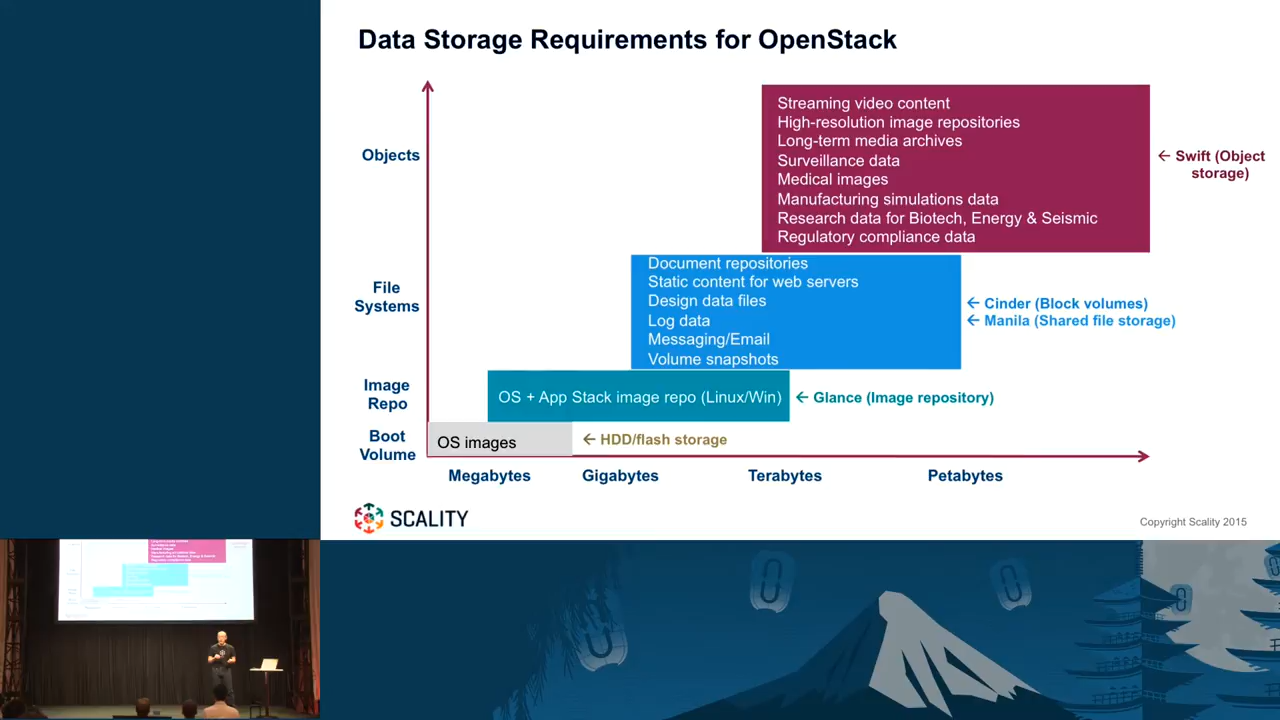 Data Storage Requirements for OpenStack
Objects
Streaming video content
High-resolution image repositories
Long-term media archives
Surveillance data
Medical images
Manufacturing simulations data
Research data for Biotech, Energy & Seismic
Regulatory compliance data
← Swift (Object
storage)
File
Systems
Document repositories
Static content for web servers
Design data files
Log data
Messaging/Email
Volume snapshots
← Cinder (Block volumes)
← Manila (Shared file storage)
Image
Repo
OS + App Stack image repo (Linux/Win)
← Glance (Image repository)
Boot
Volume
OS images
← HDD/flash storage
Megabytes
Gigabytes
Terabytes
Petabytes
SCALITY
Copyright Scality 2015